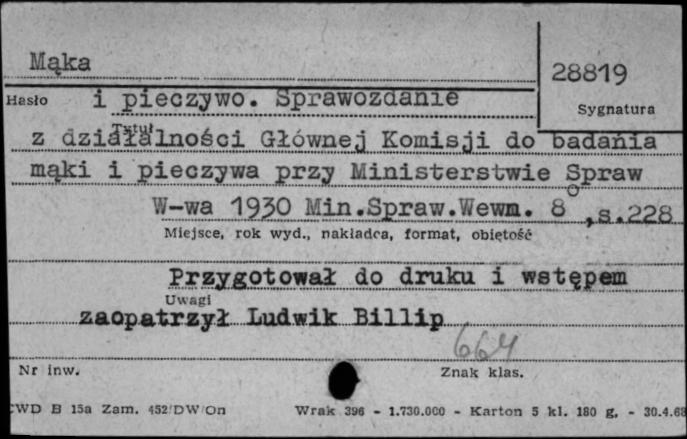 Mąka
28819
Hasło i pieczywo. Sprawozdanie
Sygnatura
Tytuł
z działalności Głównej Komisji do badania
mąki i pieczywa przy Ministerstwie Spraw
W-wa 1930 Min.Spraw.Wewn. 8°, s.228
Miejsce, rok wyd., nakładca, format, objętość
Przygotował do druku i wstępem
Uwagi
zaopatrzył Ludwik Billip
664
Nr inw.
Znak klas.
CWD B 15a Zam. 452/DW/On Wrak 396 - 1.730.000 - Karton 5 kl. 180 g. - 30.4.68